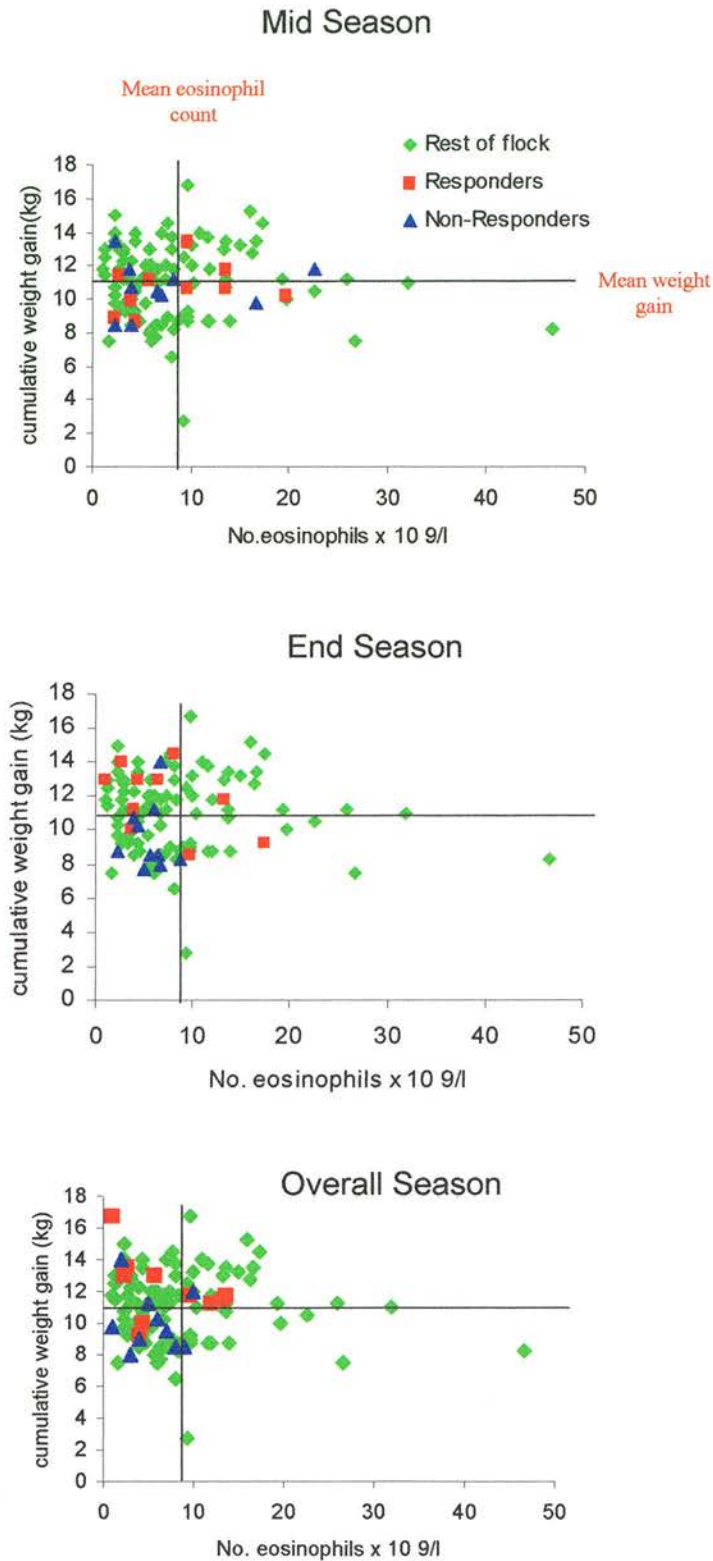 Mid Season
Mean eosinophil
count
Rest of flock
Responders
Non-Responders
18
16
14
12
10
8
6
4
2
0
cumulative weight gain(kg)
Mean weight
gain
0 10 20 30 40 50
No.eosinophils x 10 9/l
End Season
18
16
14
12
10
8
6
4
2
0
cumulative weight gain (kg)
0 10 20 30 40 50
No. eosinophils x 10 9/l
Overall Season
18
16
14
12
10
8
6
4
2
0
cumulative weight gain (kg)
0 10 20 30 40 50
No. eosinophils x 10 9/l